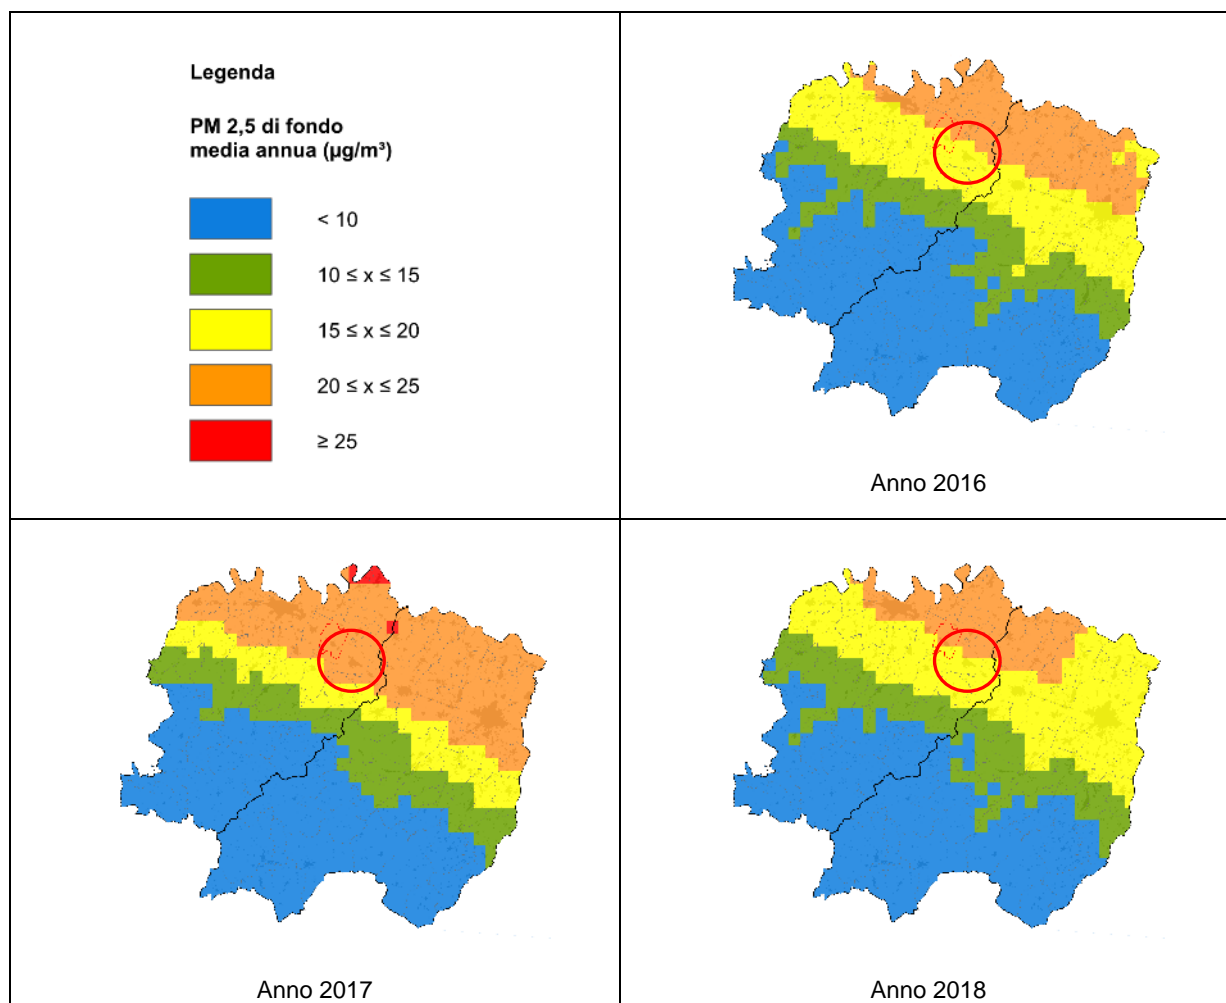 Legenda
PM 2,5 di fondo
media annua (µg/m³)
< 10
10 ≤ x ≤ 15
15 ≤ x ≤ 20
20 ≤ x ≤ 25
≥ 25
Anno 2016
Anno 2017
Anno 2018